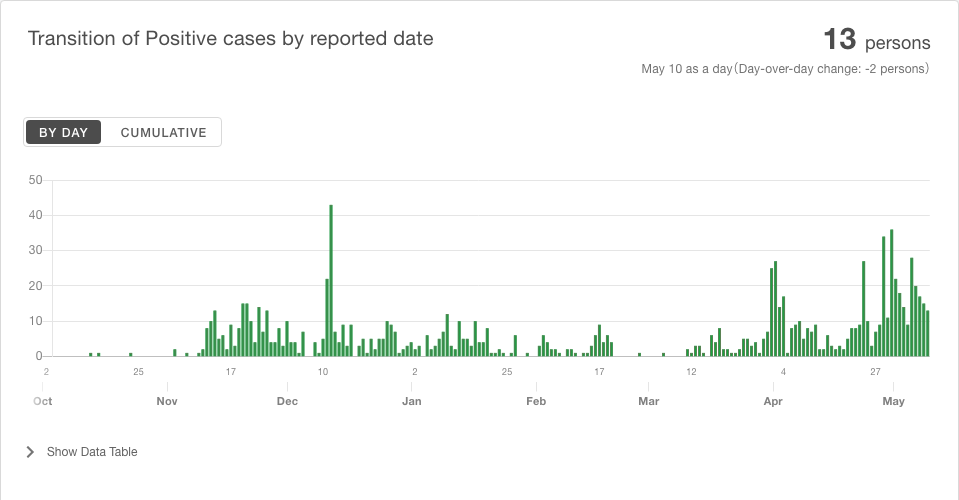 Transition of Positive cases by reported date
13 persons
May 10 as a day(Day-over-day change: -2 persons)
BY DAY CUMULATIVE
50
40
30
20
10
0
2 25 17 10 2 25 17 12 4 27
Oct Nov Dec Jan Feb Mar Apr May
Show Data Table